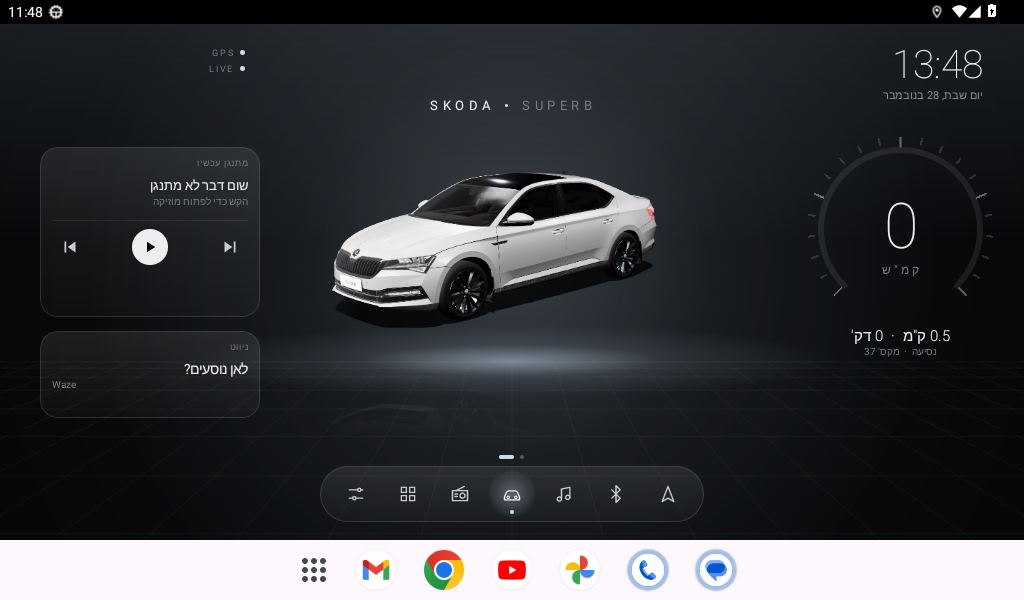 11:48
GPS
LIVE
13:48
יום שבת, 28 בנובמבר
SKODA • SUPERB
מתנגן עכשיו
שום דבר לא מתנגן
הקש כדי לפתוח מוזיקה
0
קמ"ש
0.5 ק"מ · 0 דק'
נסיעה · מקס' 37
ניווט
לאן נוסעים?
Waze